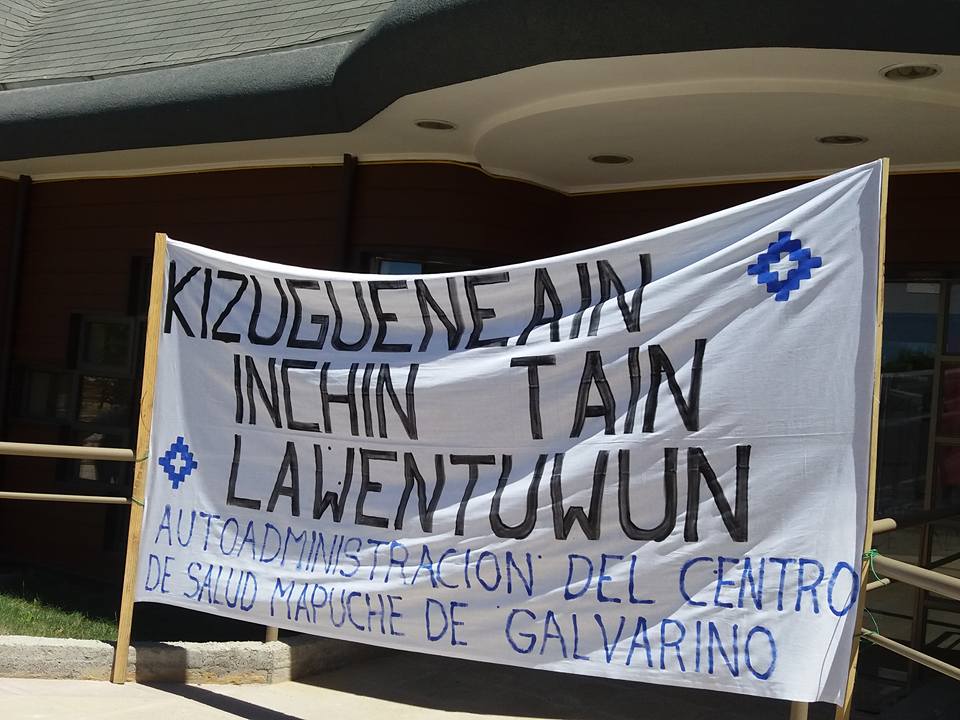 KIZUGUENEAIN
INCHIN TAIN
LAWENTUWUN
AUTOADMINISTRACION DEL CENTRO
DE SALUD MAPUCHE DE GALVARINO